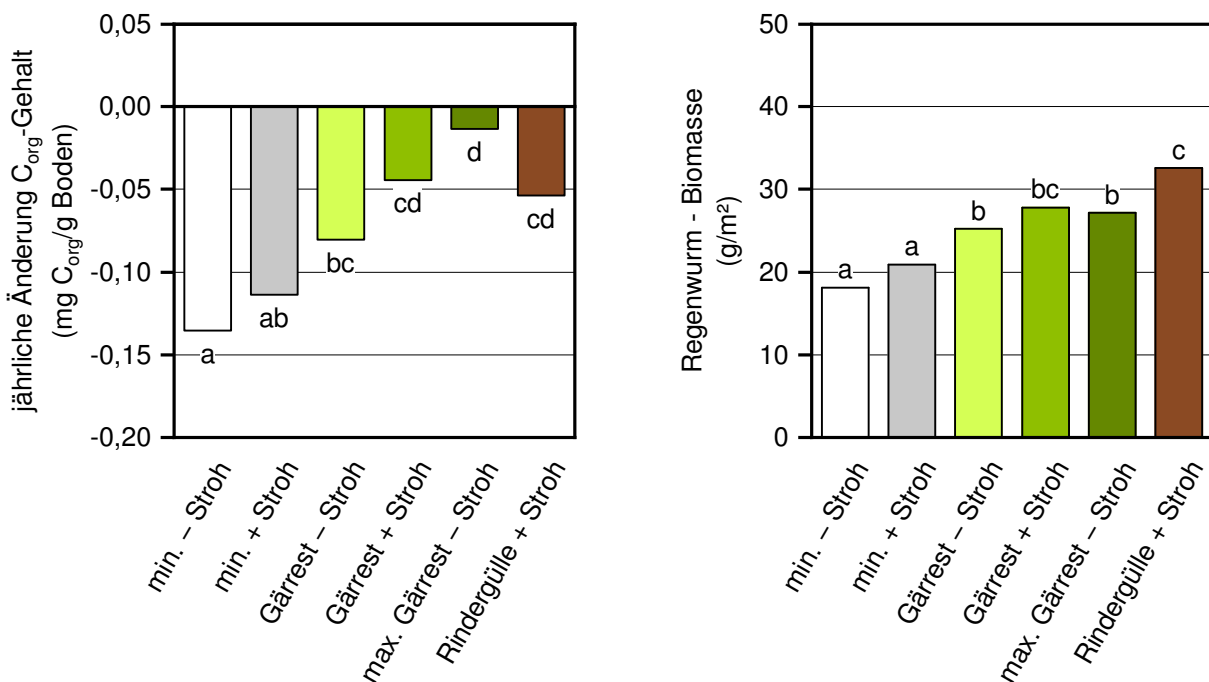 jährliche Änderung C_org-Gehalt
(mg C_org/g Boden)
0,05
0,00
-0,05
-0,10
-0,15
-0,20
a
ab
bc
cd
d
cd
min. – Stroh
min. + Stroh
Gärrest – Stroh
Gärrest + Stroh
max. Gärrest – Stroh
Rindergülle + Stroh
Regenwurm - Biomasse
(g/m²)
50
40
30
20
10
0
a
a
b
bc
b
c
min. – Stroh
min. + Stroh
Gärrest – Stroh
Gärrest + Stroh
max. Gärrest – Stroh
Rindergülle + Stroh